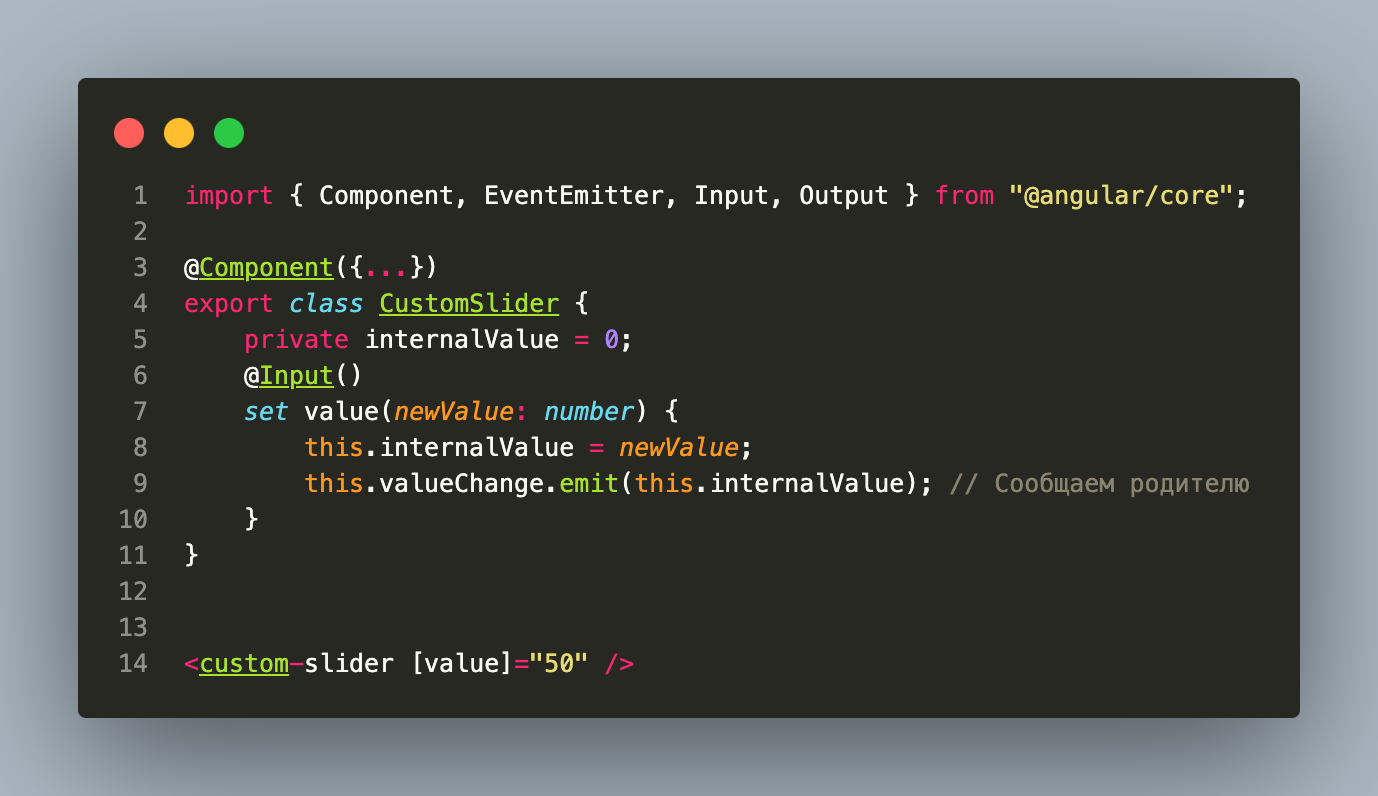 1 import { Component, EventEmitter, Input, Output } from "@angular/core";
2
3 @Component({...})
4 export class CustomSlider {
5     private internalValue = 0;
6     @Input()
7     set value(newValue: number) {
8         this.internalValue = newValue;
9         this.valueChange.emit(this.internalValue); // Сообщаем родителю
10     }
11 }
12
13
14 <custom-slider [value]="50" />